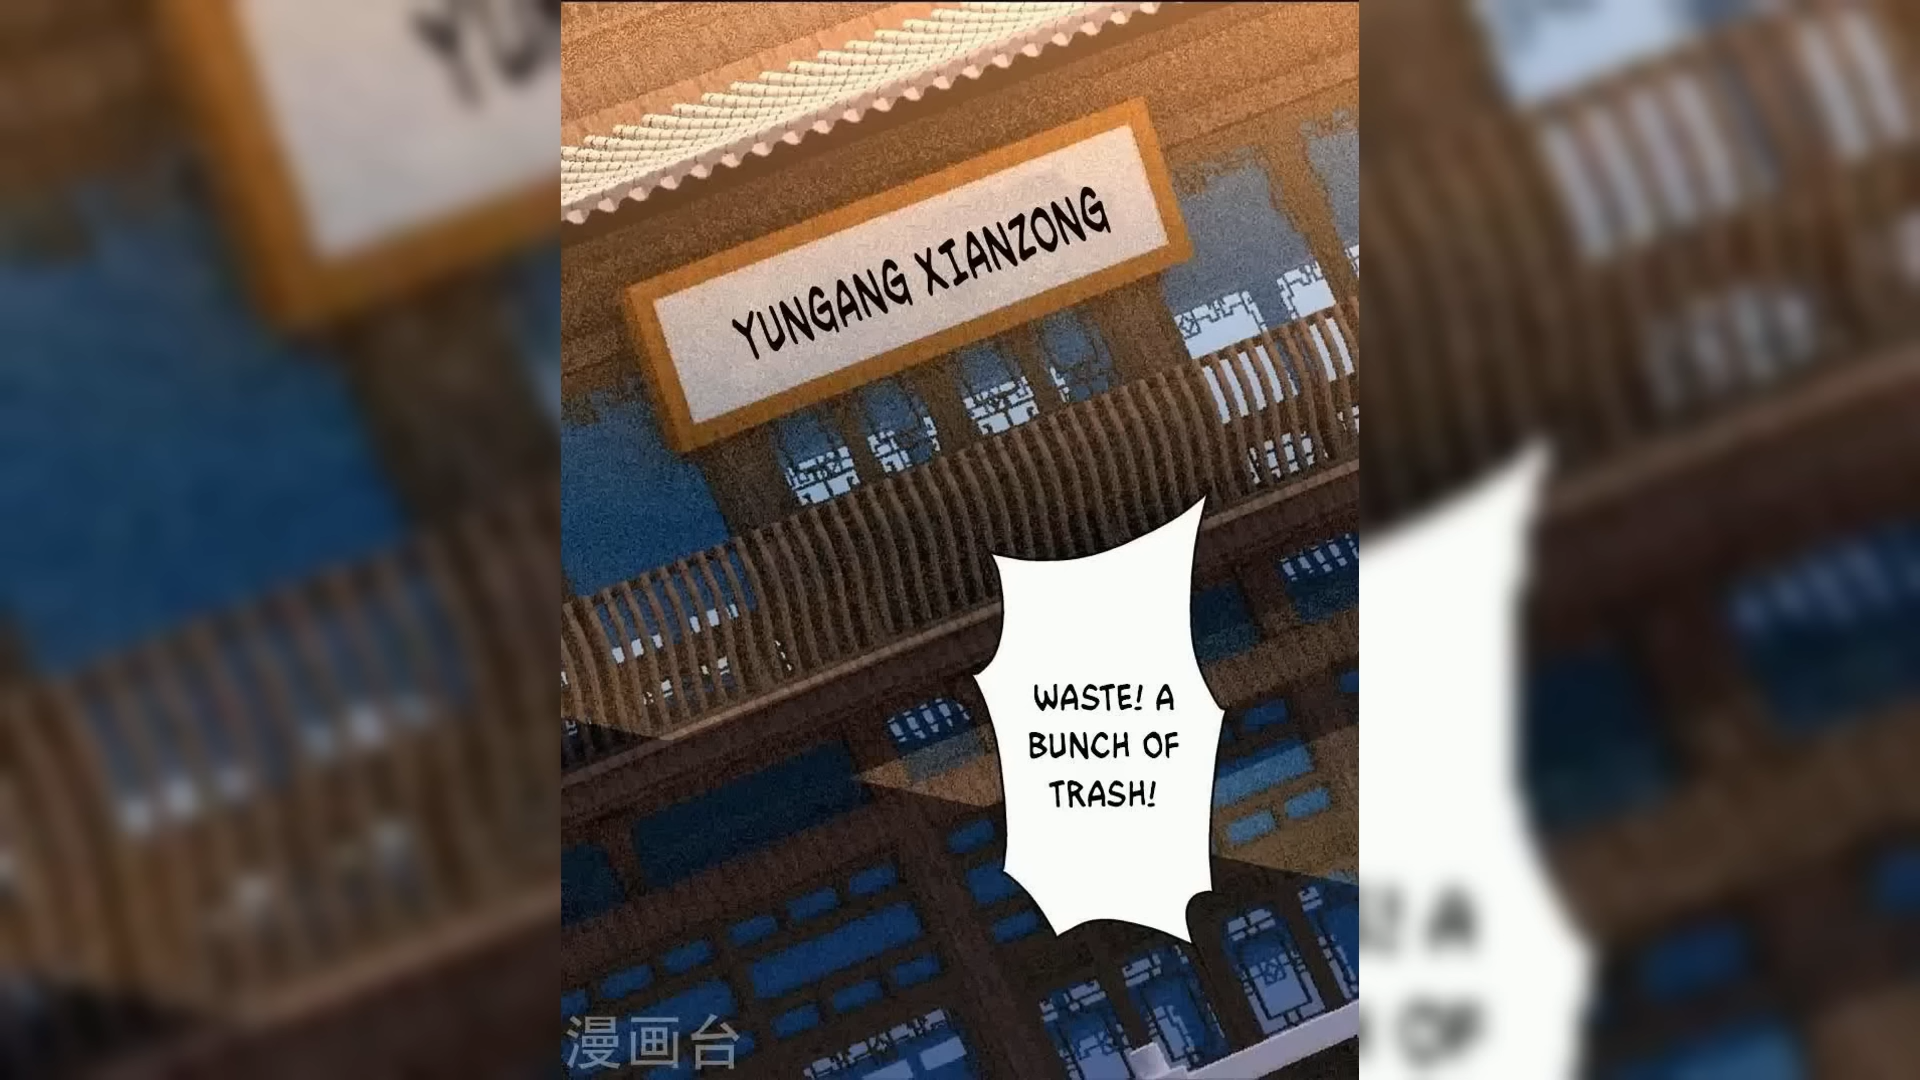 YUNGANG XIANZONG
WASTE! A
BUNCH OF
TRASH!
漫画台